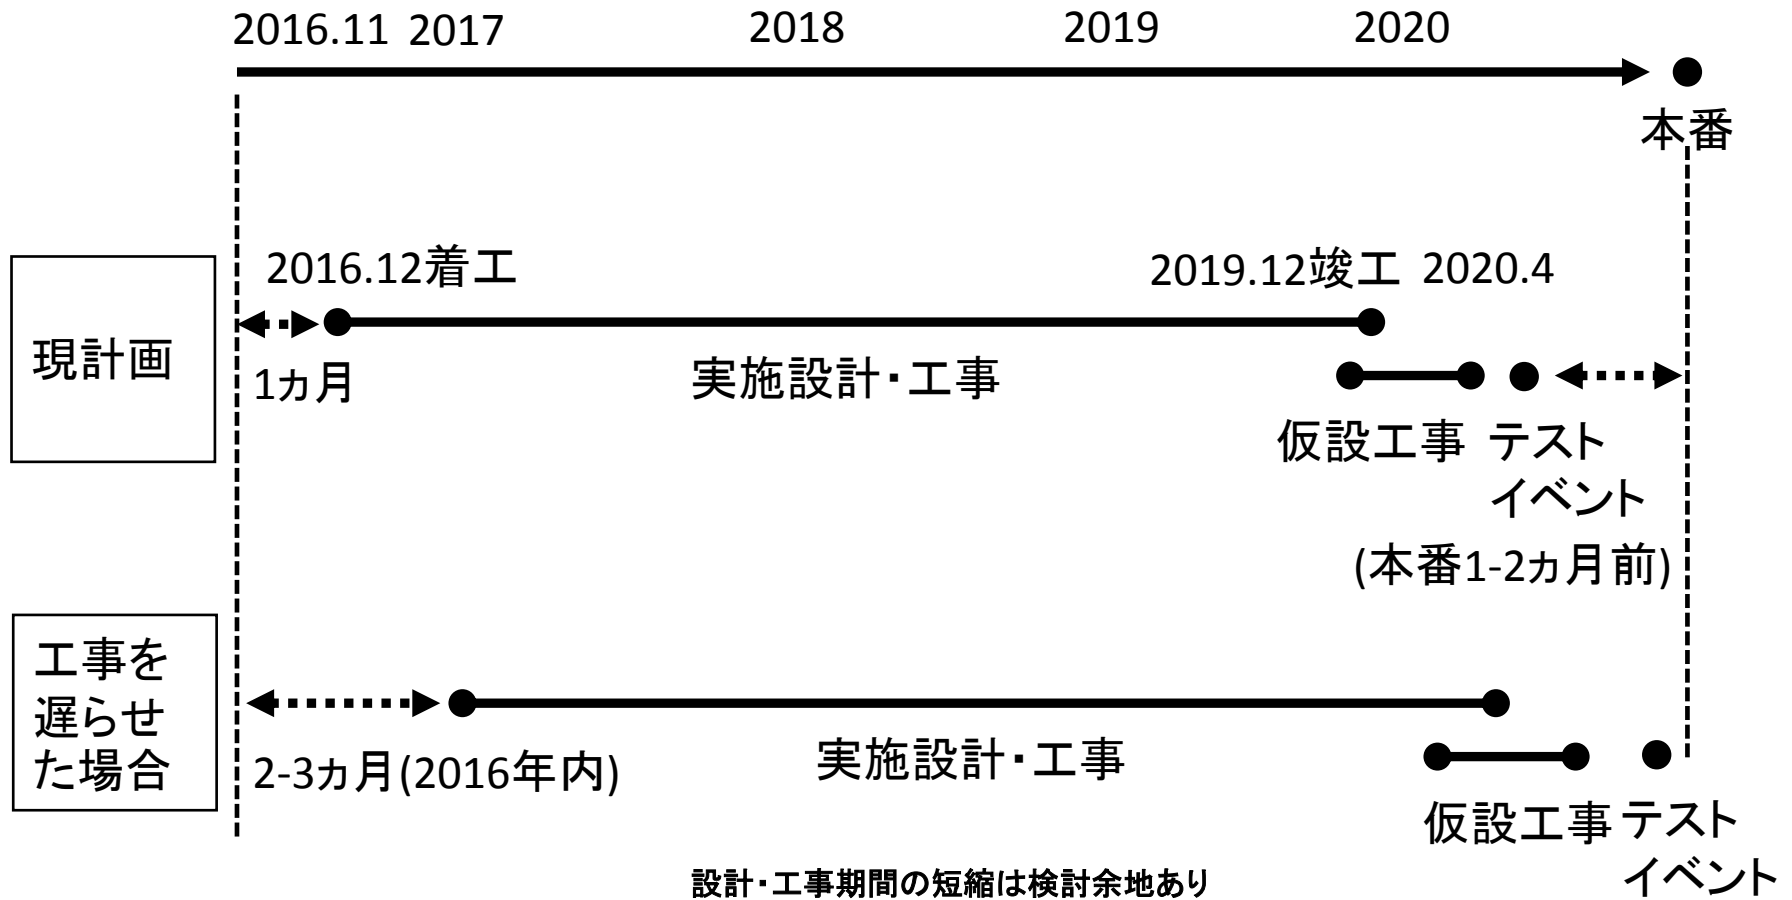 2016.11 2017 2018 2019 2020
本番
現計画
2016.12着工
2019.12竣工 2020.4
1カ月
実施設計・工事
仮設工事
テスト
イベント
(本番1-2カ月前)
工事を
遅らせ
た場合
2-3カ月(2016年内)
実施設計・工事
仮設工事
テスト
イベント
設計・工事期間の短縮は検討余地あり